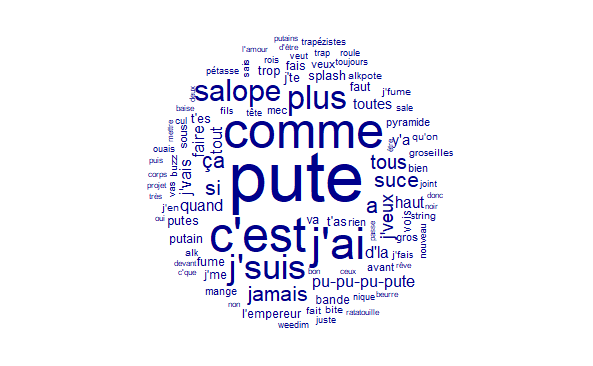 putains
l'amour d'être trapézistes
rois veut trap roule
sais fais veux toujours
pétasse trop j'te splash alkpote
deux salope plus faut j'fume
baise fils tête mec toutes sale
mettre cul t'es comme pyramide
sous faire tout être y'a qu'on
ouais ça tous groseilles
puis buzz pute bien
corps vas j'vais si suce joint
projet
très quand a j'veux haut donc
j'en noir
oui putes c'est va t'as rien vois string
putain j'ai passe gros
alk d'la j'fais nouveau
devant fume j'suis avant rêve
c'que j'me bon ceux
mange non jamais pu-pu-pu-pute
bande nique beurre
l'empereur fait bite ratatouille
weedim juste